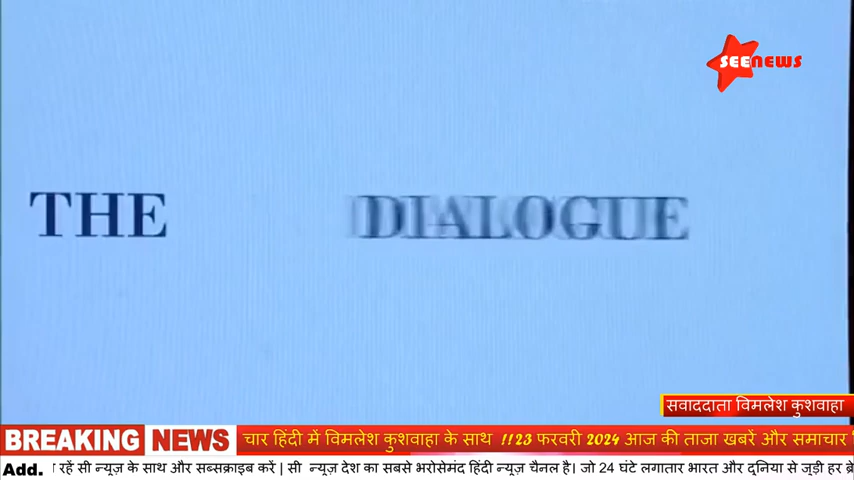 SEENEWS
THE DIALOGUE
सवाददाता विमलेश कुशवाहा
BREAKING NEWS चार हिंदी में विमलेश कुशवाहा के साथ !!23 फरवरी 2024 आज की ताजा खबरें और समाचार
Add. रहें सी न्यूज़ के साथ और सब्सक्राइब करें | सी न्यूज़ देश का सबसे भरोसेमंद हिंदी न्यूज़ चैनल है। जो 24 घंटे लगातार भारत और दुनिया से जुड़ी हर ब्रे